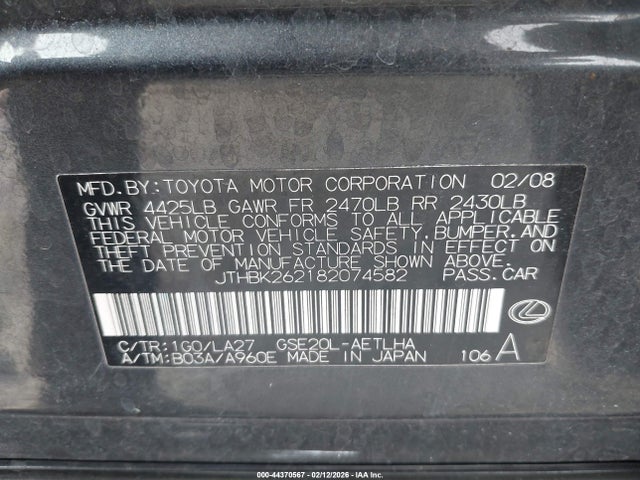 MFD.BY:TOYOTA MOTOR CORPORATION 02/08
GVWR 4425LB GAWR FR 2470LB RR 2430LB
THIS VEHICLE CONFORMS TO ALL APPLICABLE
FEDERAL MOTOR VEHICLE SAFETY,BUMPER,AND
THEFT PREVENTION STANDARDS IN EFFECT ON
THE DATE OF MANUFACTURE SHOWN ABOVE.
JTHBK262182074582 PASS.CAR
C/TR:1G0/LA27 GSE20L-AETLHA
A/TM:B03A/A960E MADE IN JAPAN 106 A
000-44370567 - 02/12/2026 - IAA Inc.